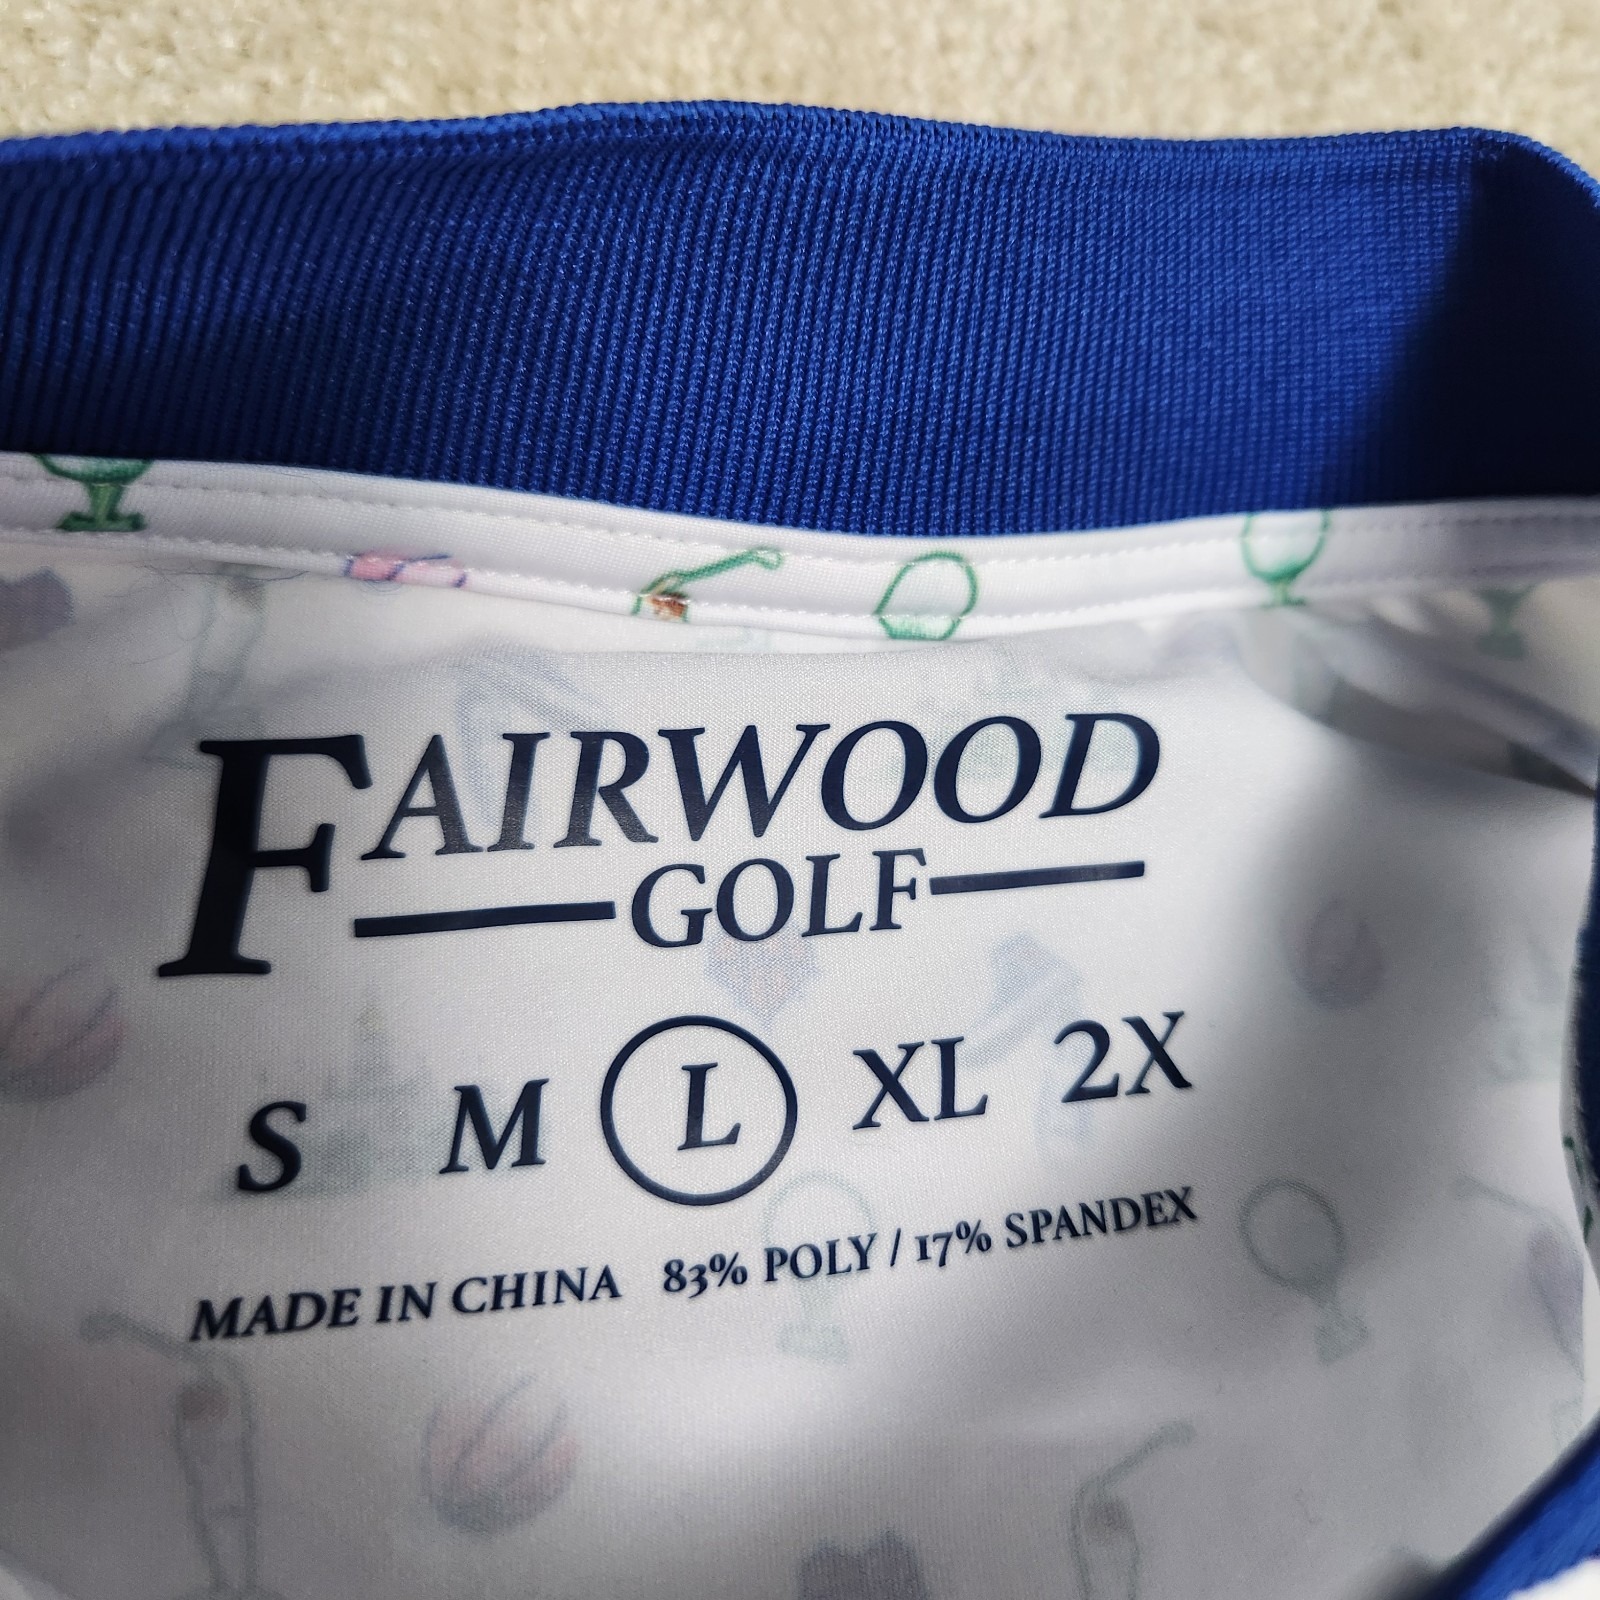 FAIRWOOD
GOLF
S M L XL 2X
MADE IN CHINA 83% POLY / 17% SPANDEX